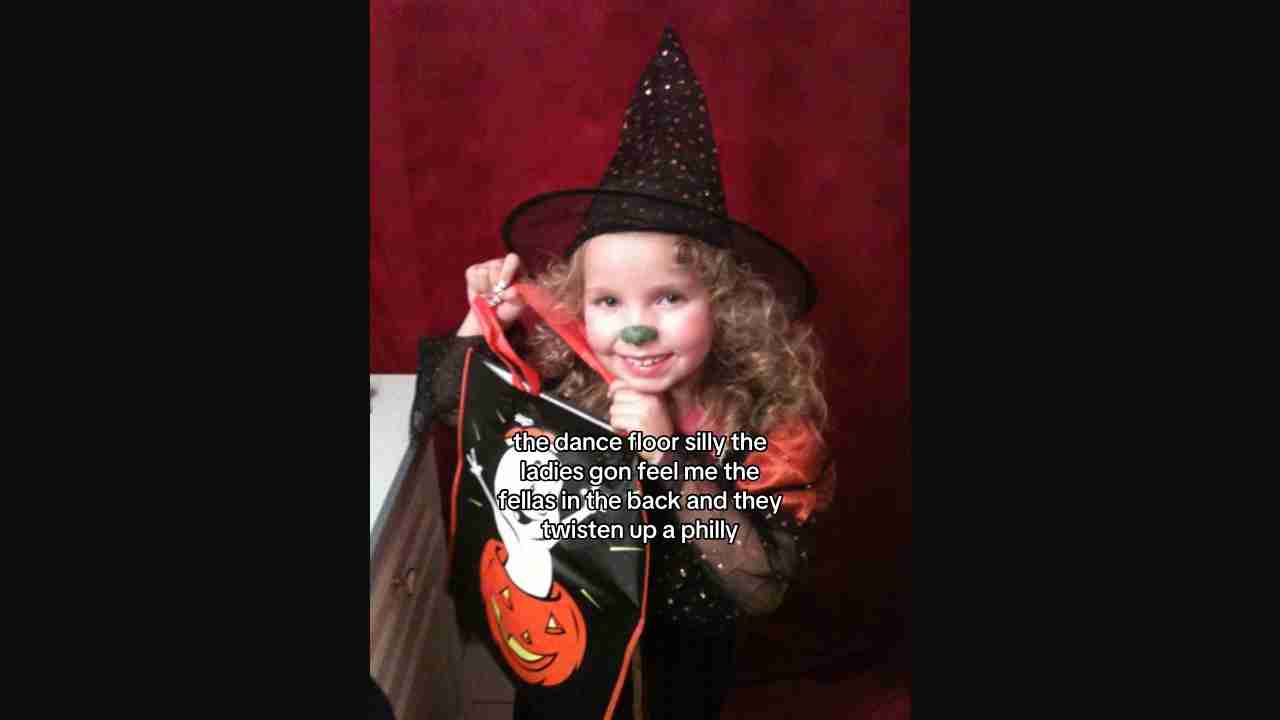 the dance floor silly the
ladies gon feel me the
fellas in the back and they
twisten up a philly